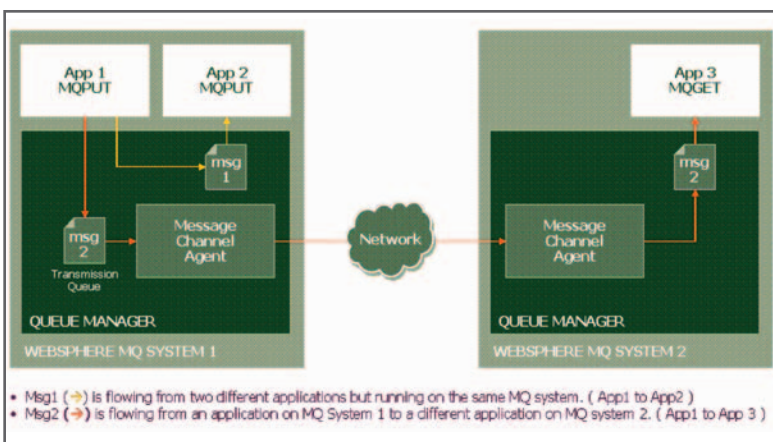 App 1
MQPUT
App 2
MQPUT
App 3
MQGET
msg
1
msg
2
msg
2
Transmission
Queue
Message
Channel
Agent
Network
Message
Channel
Agent
QUEUE MANAGER
QUEUE MANAGER
WEBSPHERE MQ SYSTEM 1
WEBSPHERE MQ SYSTEM 2
• Msg1 (→) is flowing from two different applications but running on the same MQ system. ( App1 to App2 )
• Msg2 (→) is flowing from an application on MQ System 1 to a different application on MQ system 2. ( App1 to App 3 )